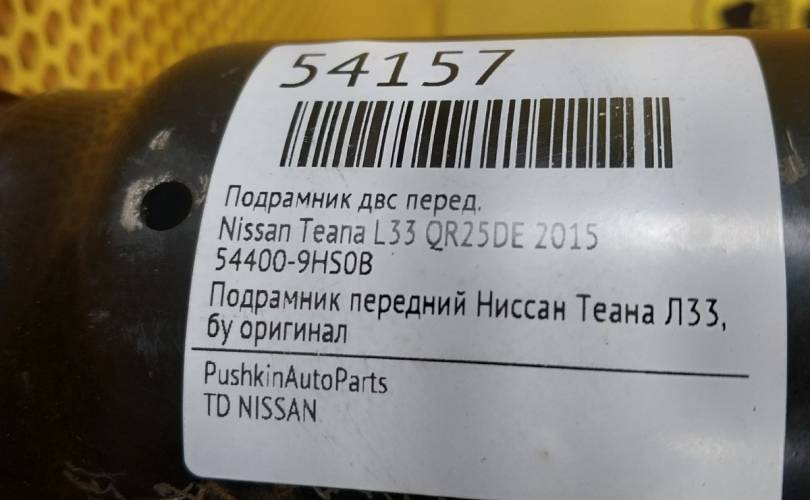 54157
Подрамник двс перед.
Nissan Teana L33 QR25DE 2015
54400-9HS0B
Подрамник передний Ниссан Теана Л33,
бу оригинал
PushkinAutoParts
TD NISSAN